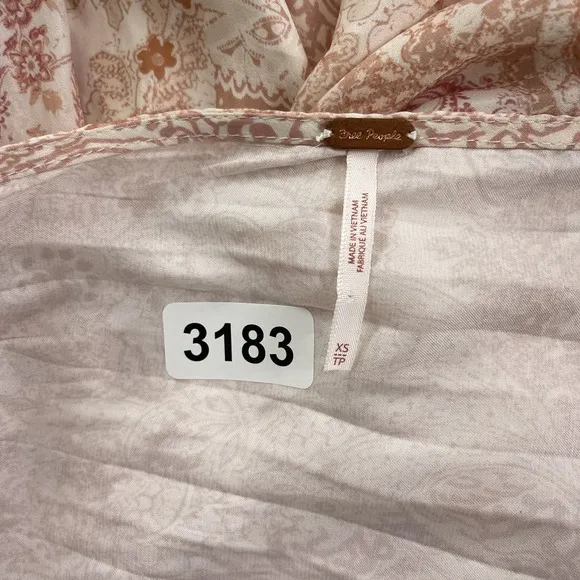 Free People
MADE IN VIETNAM
FABRIQUÉ AU VIETNAM
XS
TP
3183